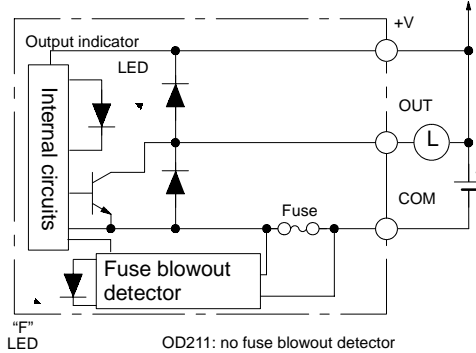 +V
Output indicator
LED
OUT
L
Internal circuits
COM
Fuse
Fuse blowout
detector
“F”
LED
OD211: no fuse blowout detector